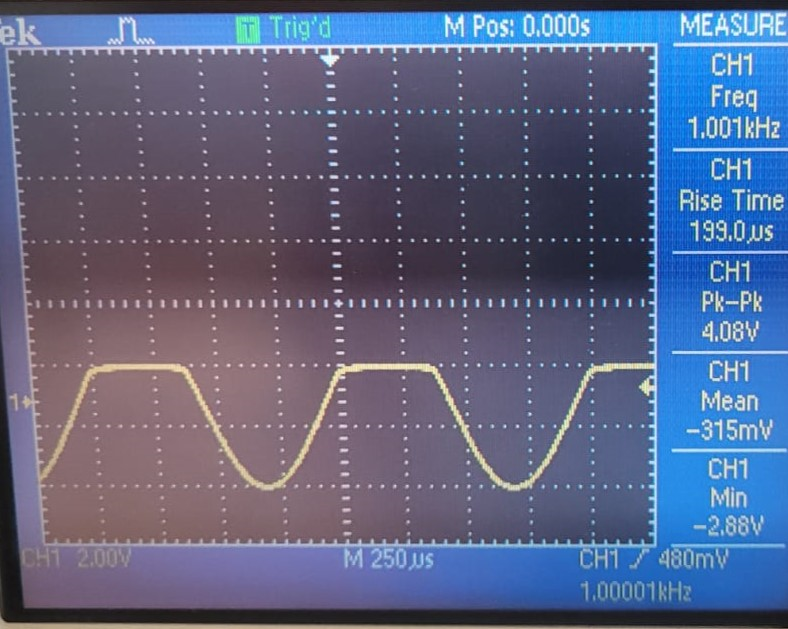 ek Trig'd M Pos: 0.000s MEASURE
CH1
Freq
1.001kHz
CH1
Rise Time
199.0µs
CH1
Pk-Pk
4.08V
CH1
Mean
-315mV
CH1
Min
-2.88V
1
CH1 2.00V M 250µs CH1 480mV
1.00001kHz